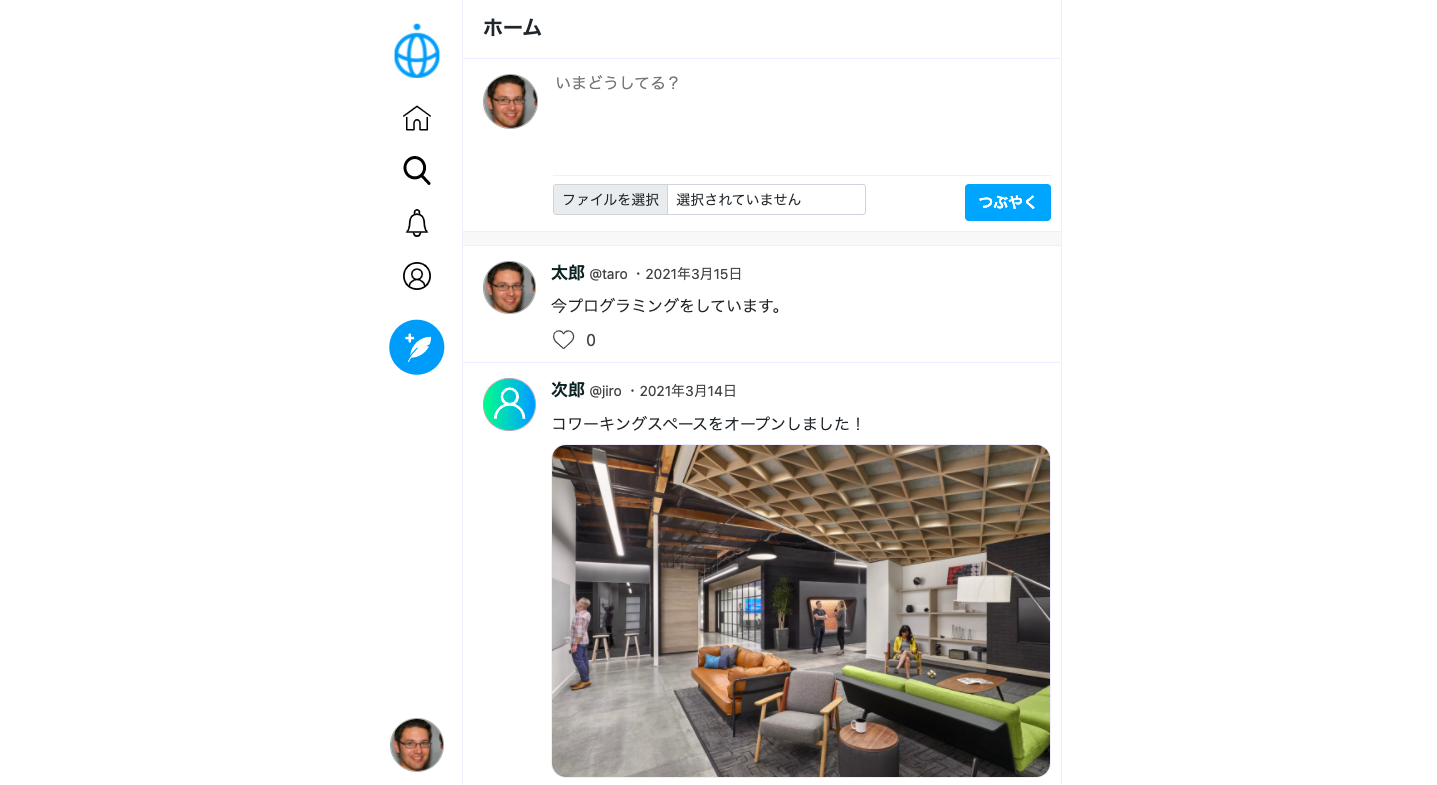 ホーム
いまどうしてる？
ファイルを選択 選択されていません
つぶやく
太郎 @taro ・2021年3月15日
今プログラミングをしています。
0
次郎 @jiro ・2021年3月14日
コワーキングスペースをオープンしました！